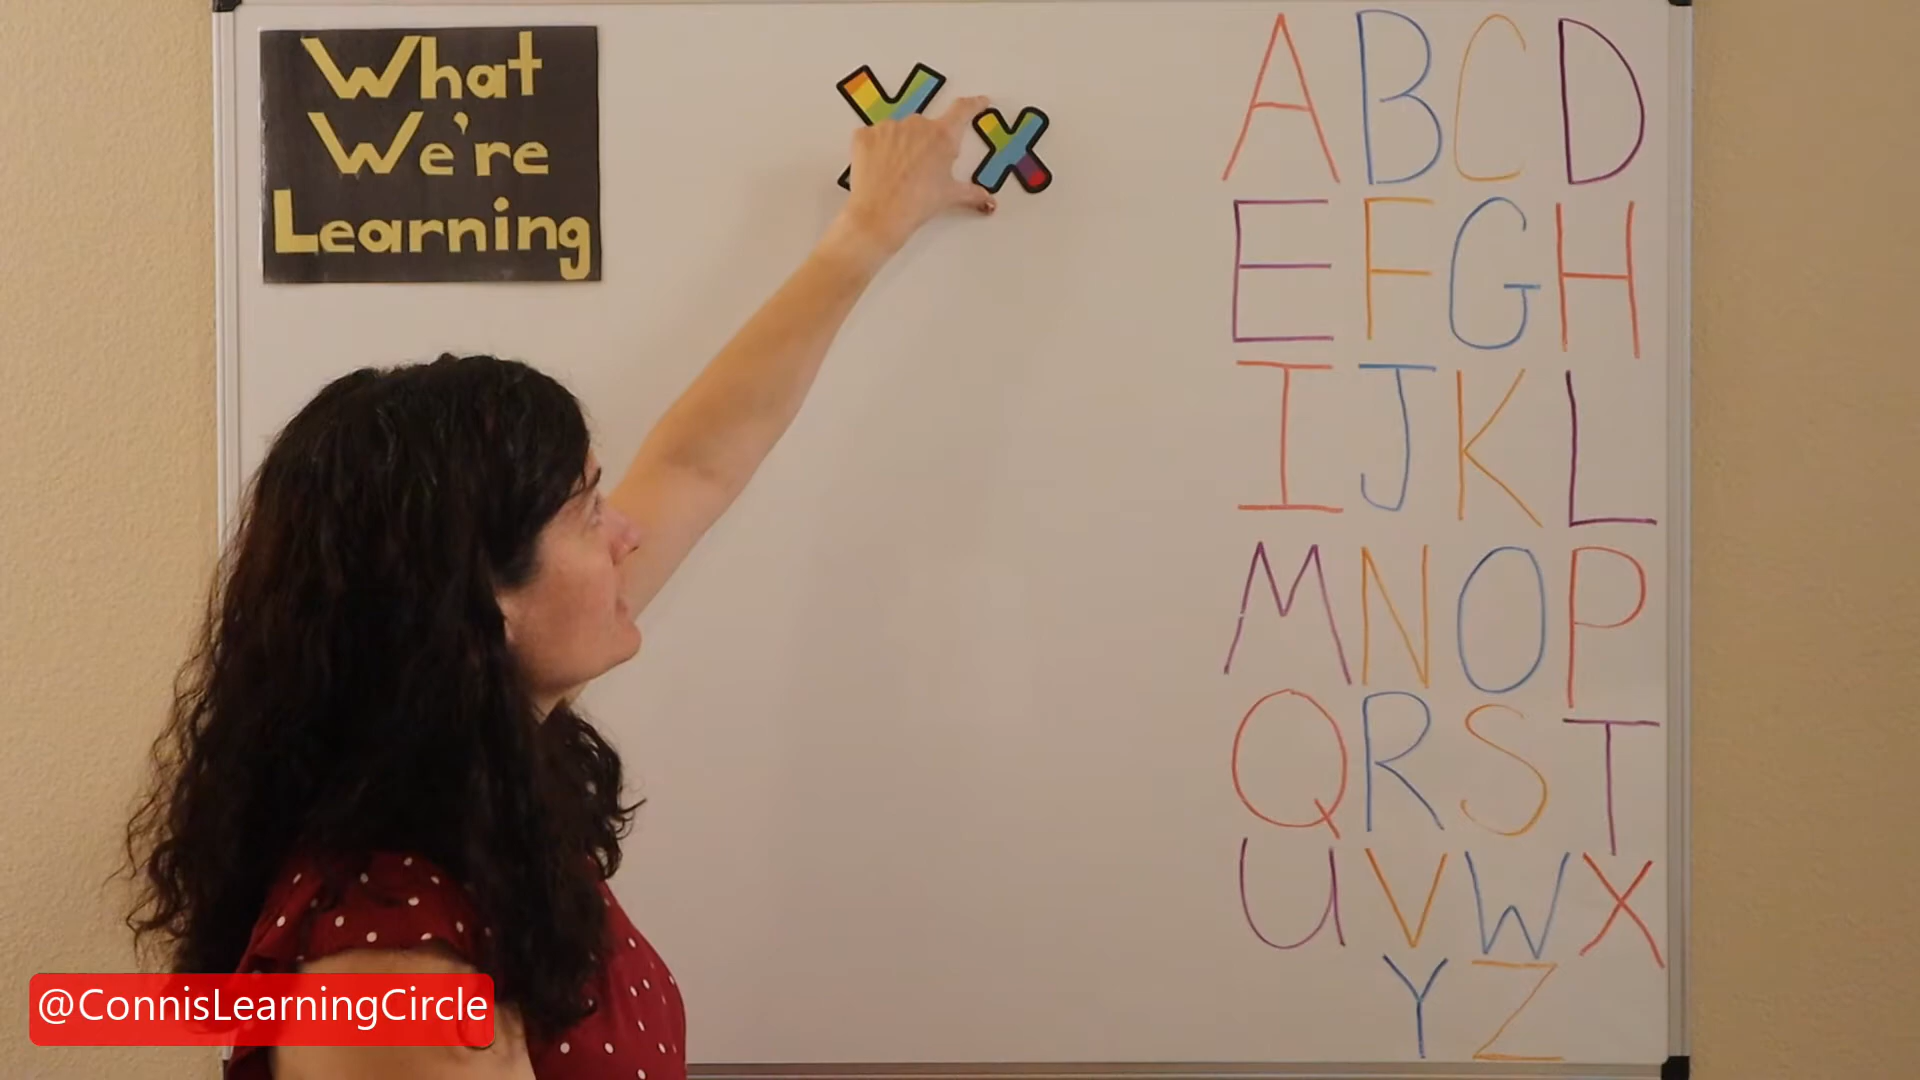 What
We're
Learning
X x
A B C D
E F G H
I J K L
M N O P
Q R S T
U V W X
Y Z
@ConnisLearningCircle